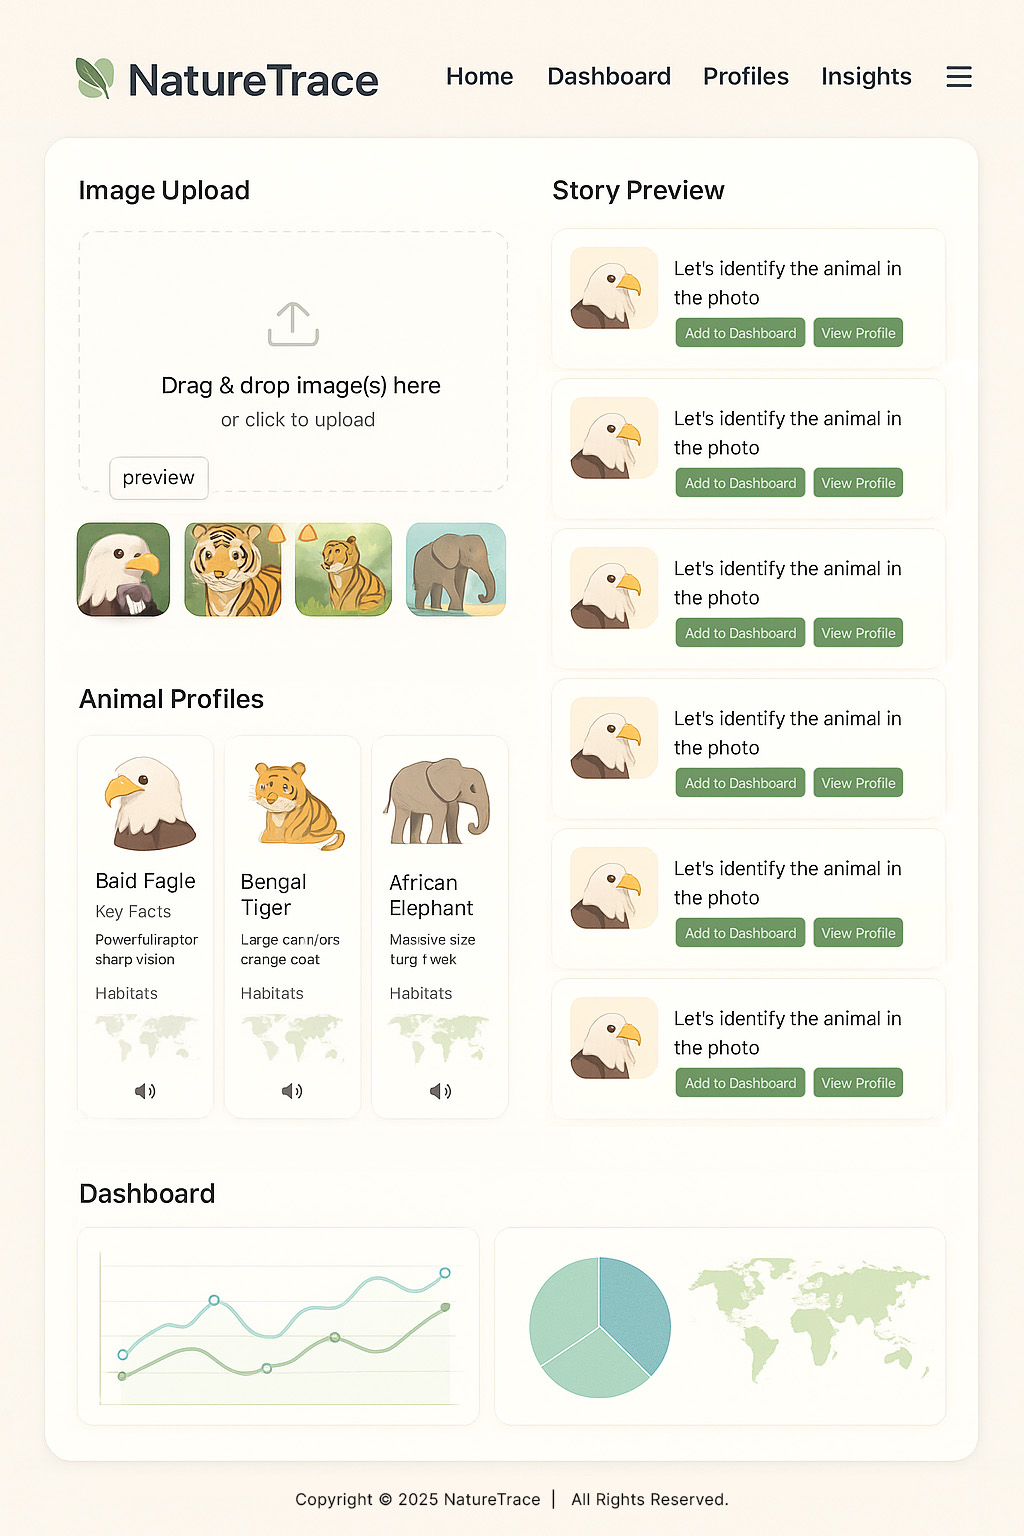 NatureTrace
Home Dashboard Profiles Insights
Image Upload
Drag & drop image(s) here
or click to upload
preview
Story Preview
Let's identify the animal in
the photo
Add to Dashboard View Profile
Let's identify the animal in
the photo
Add to Dashboard View Profile
Let's identify the animal in
the photo
Add to Dashboard View Profile
Let's identify the animal in
the photo
Add to Dashboard View Profile
Let's identify the animal in
the photo
Add to Dashboard View Profile
Let's identify the animal in
the photo
Add to Dashboard View Profile
Animal Profiles
Baid Fagle
Key Facts
Powerfuliraptor
sharp vision
Habitats
Bengal
Tiger
Large
crange coat
Habitats
African
Elephant
Massive size
turg f wek
Habitats
Dashboard
Copyright © 2025 NatureTrace | All Rights Reserved.